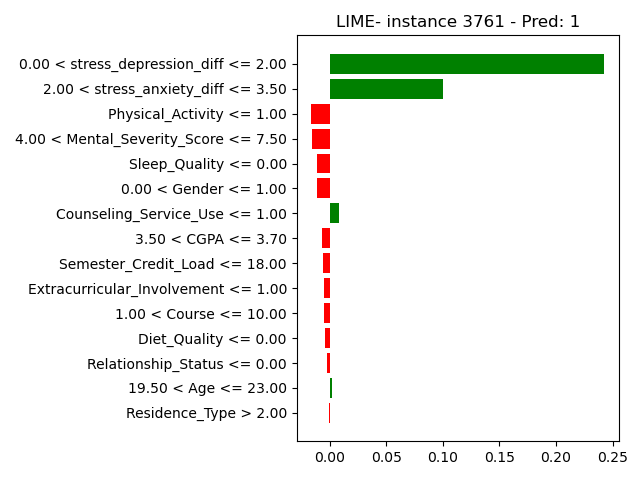 LIME- instance 3761 - Pred: 1
0.00 < stress_depression_diff <= 2.00
2.00 < stress_anxiety_diff <= 3.50
Physical_Activity <= 1.00
4.00 < Mental_Severity_Score <= 7.50
Sleep_Quality <= 0.00
0.00 < Gender <= 1.00
Counseling_Service_Use <= 1.00
3.50 < CGPA <= 3.70
Semester_Credit_Load <= 18.00
Extracurricular_Involvement <= 1.00
1.00 < Course <= 10.00
Diet_Quality <= 0.00
Relationship_Status <= 0.00
19.50 < Age <= 23.00
Residence_Type > 2.00
0.00 0.05 0.10 0.15 0.20 0.25